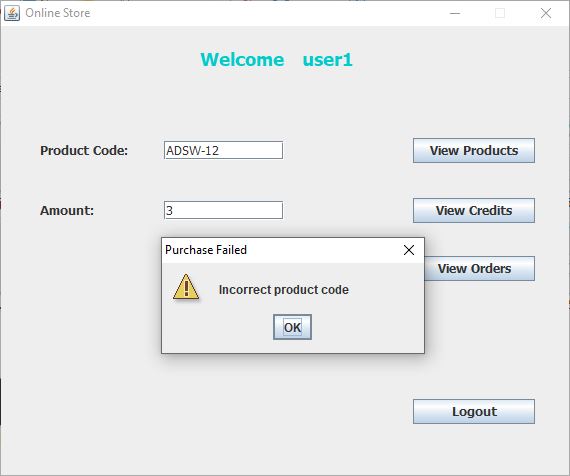 Online Store
Welcome user1
Product Code: ADSW-12 View Products
Amount: 3 View Credits
Purchase Failed
View Orders
Incorrect product code
OK
Logout